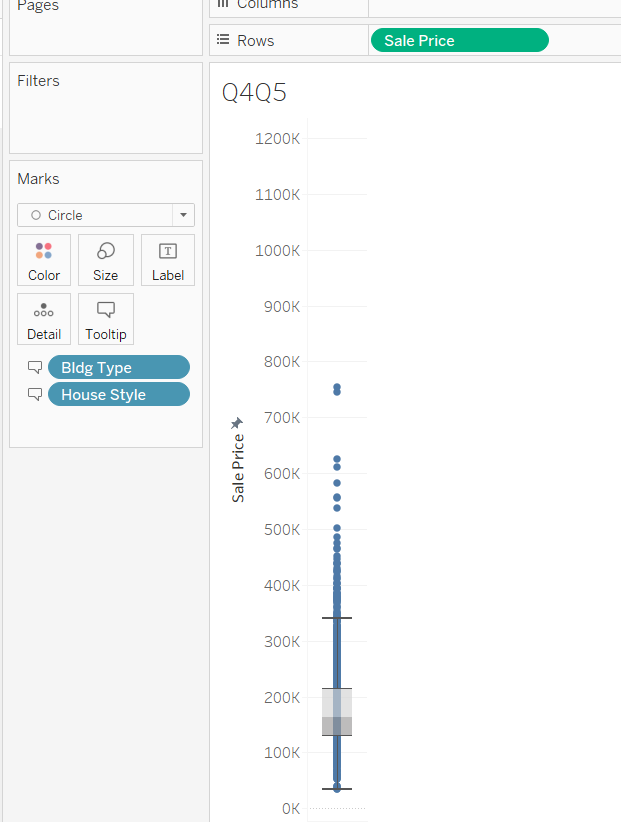 Pages
Columns
Rows
Sale Price
Filters
Q4Q5
Marks
Circle
Color
Size
T
Label
Detail
Tooltip
Bldg Type
House Style
1200K
1100K
1000K
900K
800K
700K
600K
500K
400K
300K
200K
100K
0K
Sale Price